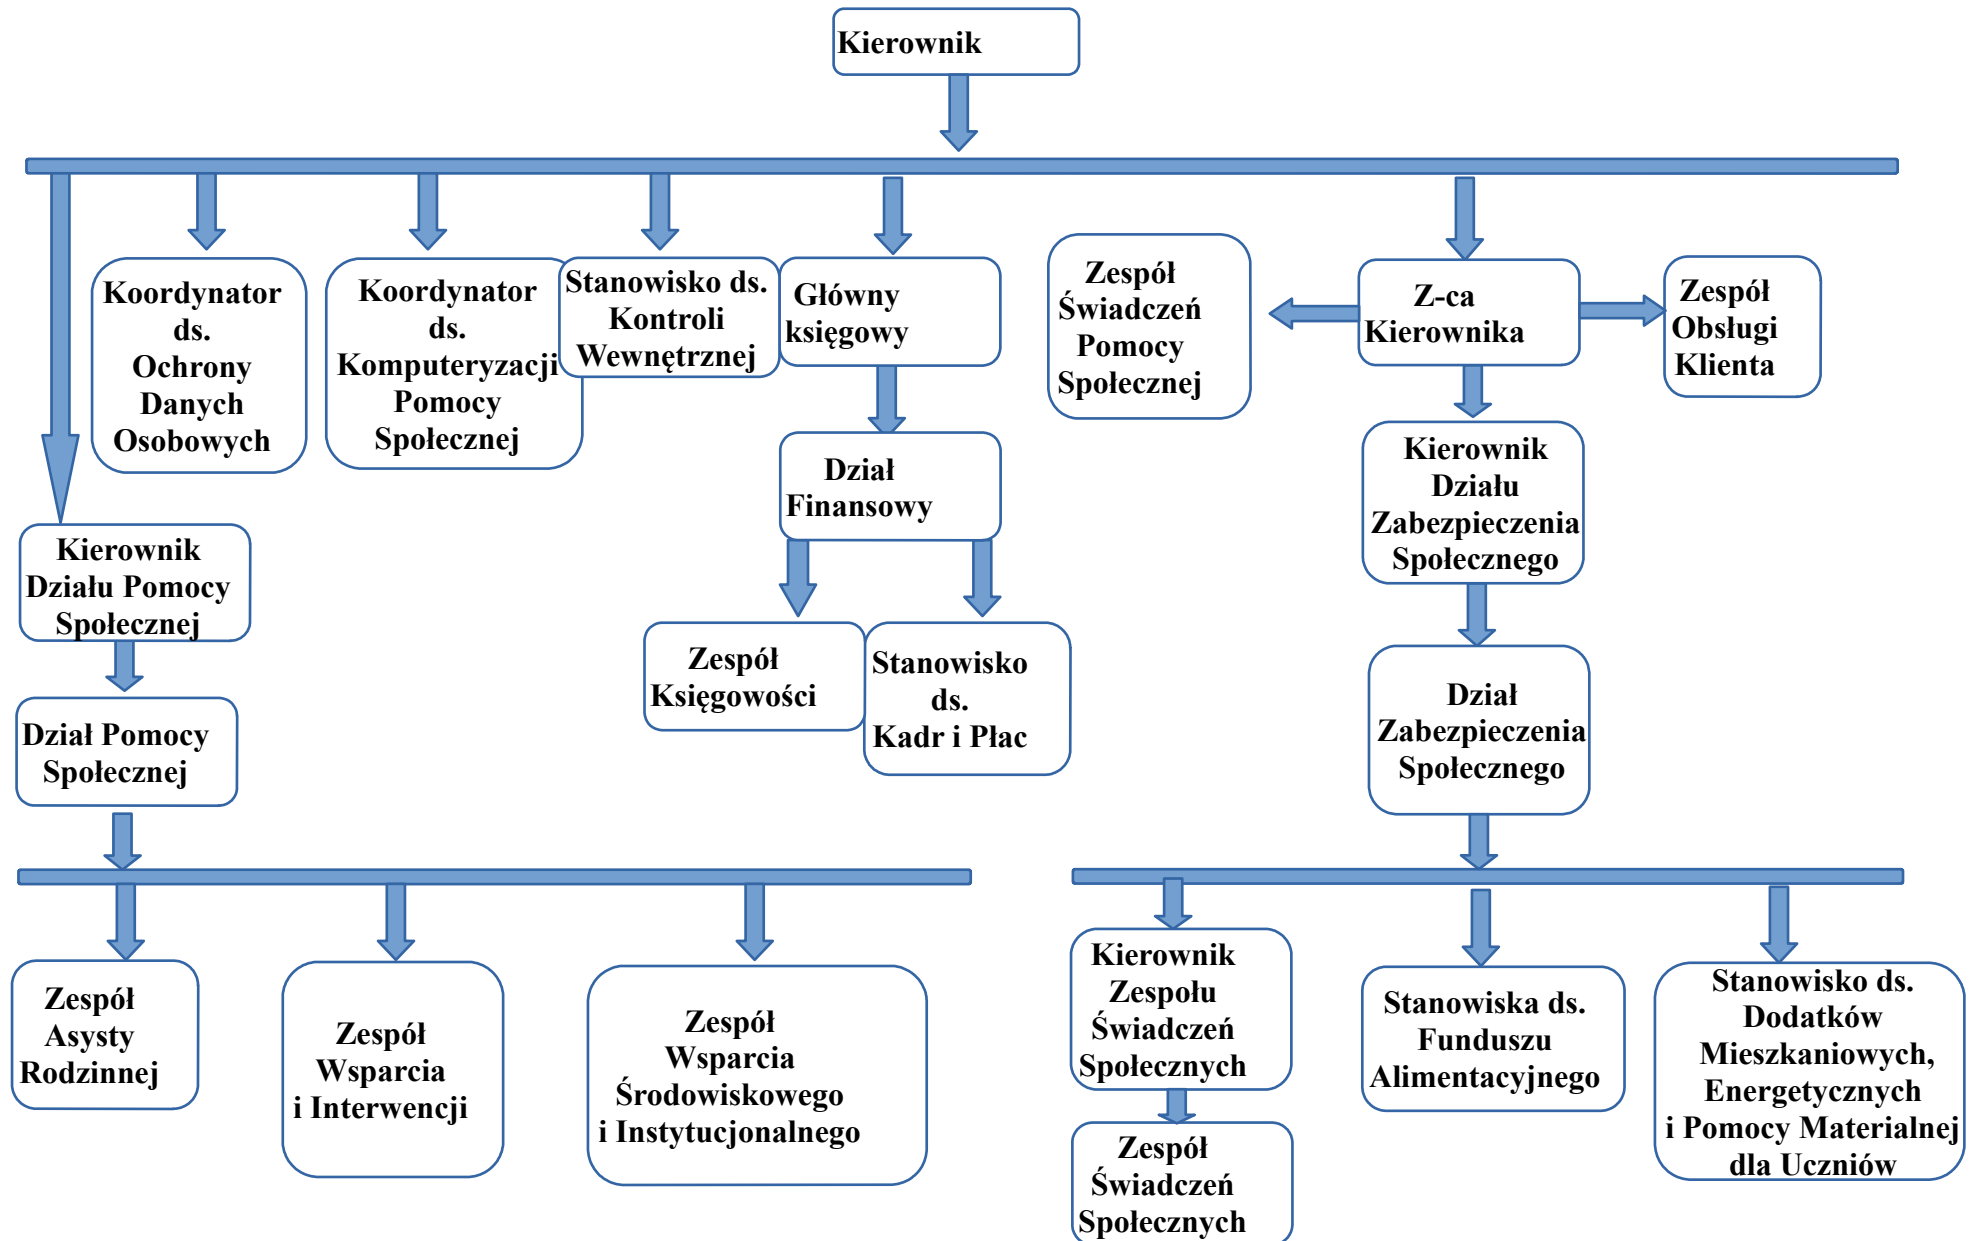 Kierownik
Koordynator
ds.
Ochrony
Danych
Osobowych
Koordynator
ds.
Komputeryzacji
Pomocy
Społecznej
Stanowisko ds.
Kontroli
Wewnętrznej
Główny
księgowy
Zespół
Świadczeń
Pomocy
Społecznej
Z-ca
Kierownika
Zespół
Obsługi
Klienta
Dział
Finansowy
Kierownik
Działu
Zabezpieczenia
Społecznego
Kierownik
Działu Pomocy
Społecznej
Zespół
Księgowości
Stanowisko
ds.
Kadr i Płac
Dział
Zabezpieczenia
Społecznego
Dział Pomocy
Społecznej
Zespół
Asysty
Rodzinnej
Zespół
Wsparcia
i Interwencji
Zespół
Wsparcia
Środowiskowego
i Instytucjonalnego
Kierownik
Zespołu
Świadczeń
Społecznych
Stanowiska ds.
Funduszu
Alimentacyjnego
Stanowisko ds.
Dodatków
Mieszkaniowych,
Energetycznych
i Pomocy Materialnej
dla Uczniów
Zespół
Świadczeń
Społecznych